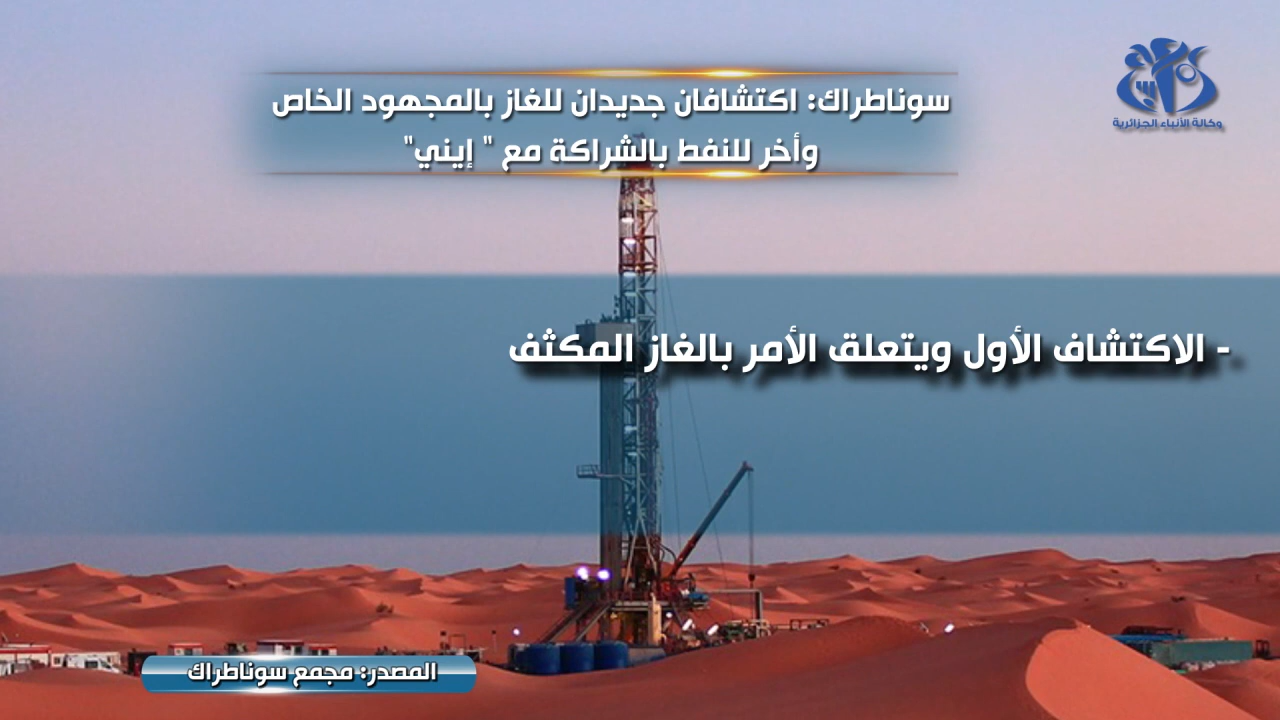 وكالة الأنباء الجزائرية
سوناطراك: اكتشافان جديدان للغاز بالمجهود الخاص
وأخر للنفط بالشراكة مع " إيني"
- الاكتشاف الأول ويتعلق الأمر بالغاز المكثف
المصدر: مجمع سوناطراك